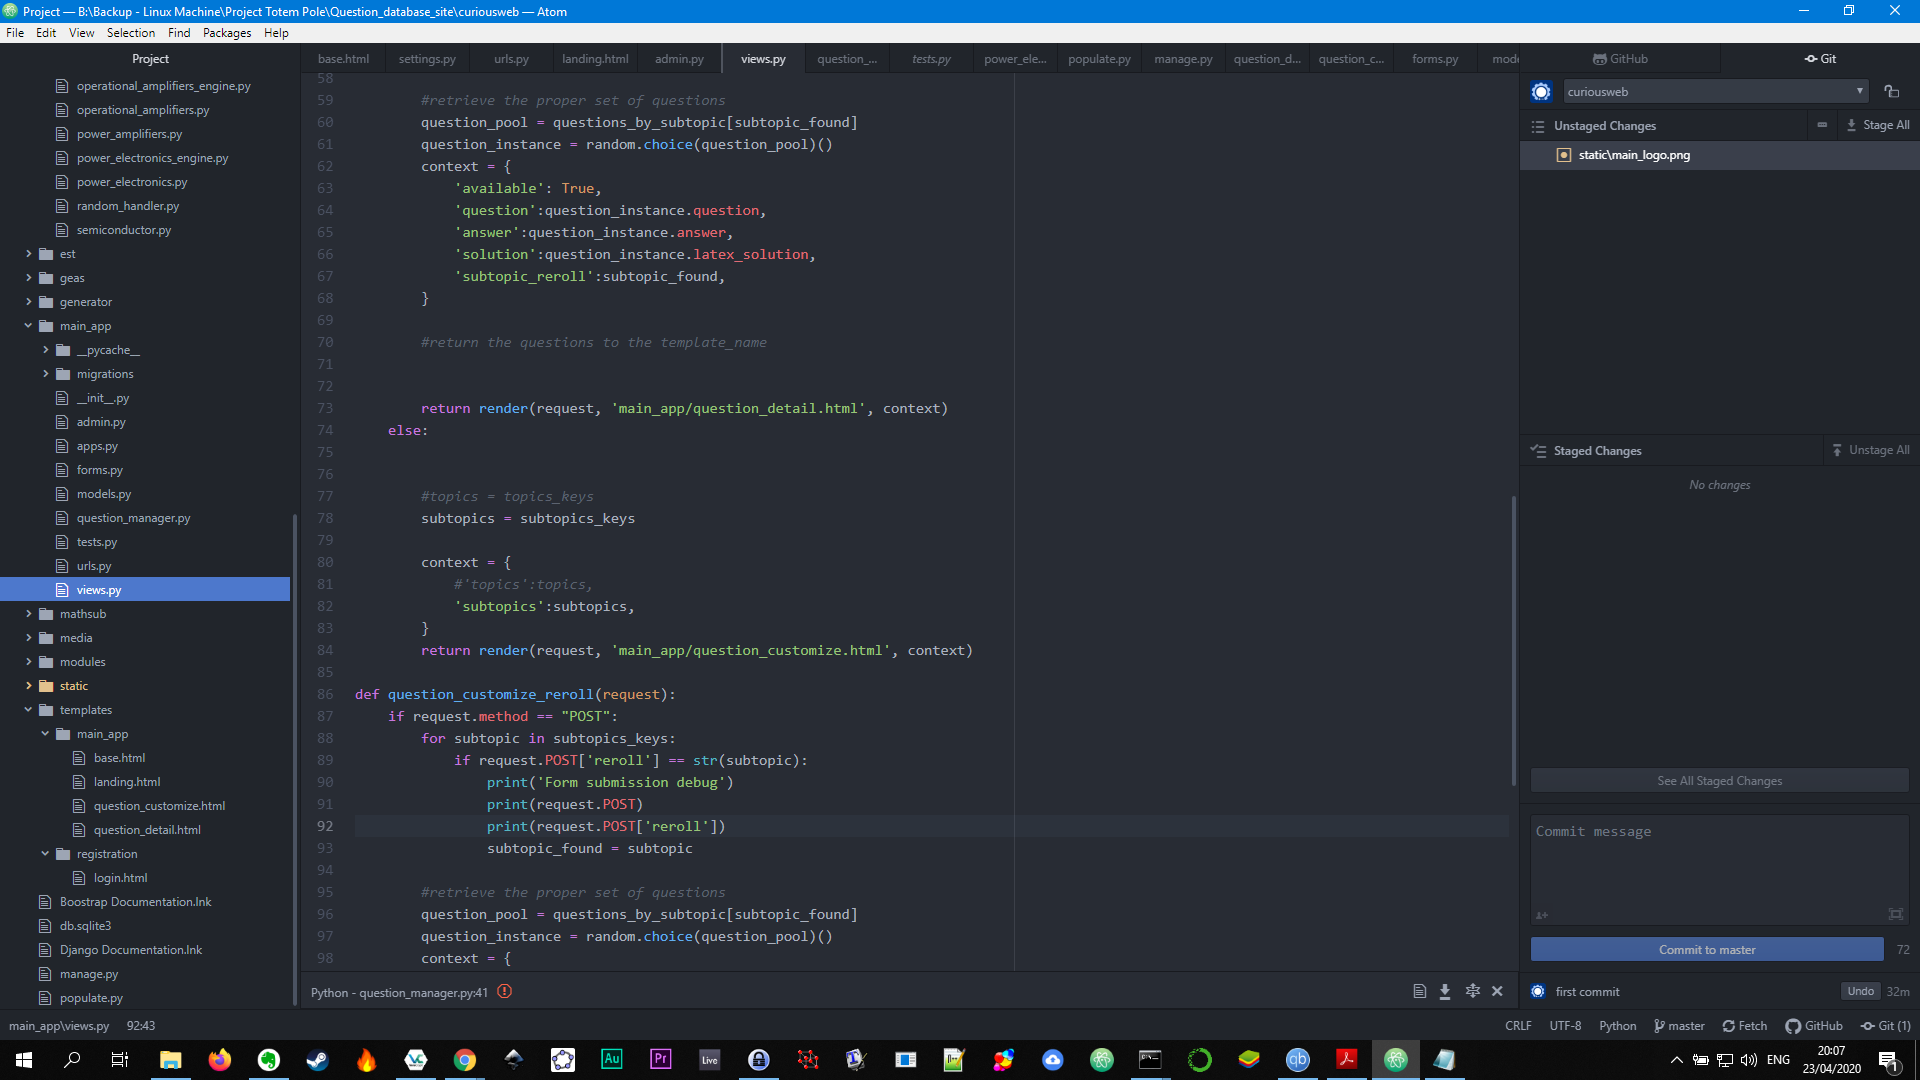 Project — B:\Backup - Linux Machine\Project Totem Pole\Question_database_site\curiousweb — Atom
File Edit View Selection Find Packages Help
Project
operational_amplifiers_engine.py
operational_amplifiers.py
power_amplifiers.py
power_electronics_engine.py
power_electronics.py
random_handler.py
semiconductor.py
est
geas
generator
main_app
__pycache__
migrations
__init__.py
admin.py
apps.py
forms.py
models.py
question_manager.py
tests.py
urls.py
views.py
mathsub
media
modules
static
templates
main_app
base.html
landing.html
question_customize.html
question_detail.html
registration
login.html
Boostrap Documentation.lnk
db.sqlite3
Django Documentation.lnk
manage.py
populate.py
base.html settings.py urls.py landing.html admin.py views.py question_... tests.py power_ele... populate.py manage.py question_d... question_c... forms.py mode
58
59 #retrieve the proper set of questions
60 question_pool = questions_by_subtopic[subtopic_found]
61 question_instance = random.choice(question_pool)()
62 context = {
63 'available': True,
64 'question':question_instance.question,
65 'answer':question_instance.answer,
66 'solution':question_instance.latex_solution,
67 'subtopic_reroll':subtopic_found,
68 }
69
70 #return the questions to the template_name
71
72
73 return render(request, 'main_app/question_detail.html', context)
74 else:
75
76
77 #topics = topics_keys
78 subtopics = subtopics_keys
79
80 context = {
81 #'topics':topics,
82 'subtopics':subtopics,
83 }
84 return render(request, 'main_app/question_customize.html', context)
85
86 def question_customize_reroll(request):
87 if request.method == "POST":
88 for subtopic in subtopics_keys:
89 if request.POST['reroll'] == str(subtopic):
90 print('Form submission debug')
91 print(request.POST)
92 print(request.POST['reroll'])
93 subtopic_found = subtopic
94
95 #retrieve the proper set of questions
96 question_pool = questions_by_subtopic[subtopic_found]
97 question_instance = random.choice(question_pool)()
98 context = {
Python - question_manager.py:41
GitHub Git
curiousweb
Unstaged Changes Stage All
static\main_logo.png
Staged Changes Unstage All
No changes
See All Staged Changes
Commit message
Commit to master 72
first commit Undo 32m
main_app\views.py 92:43 CRLF UTF-8 Python master Fetch GitHub Git (1)
Au Pr Live qb ENG 20:07
23/04/2020 1